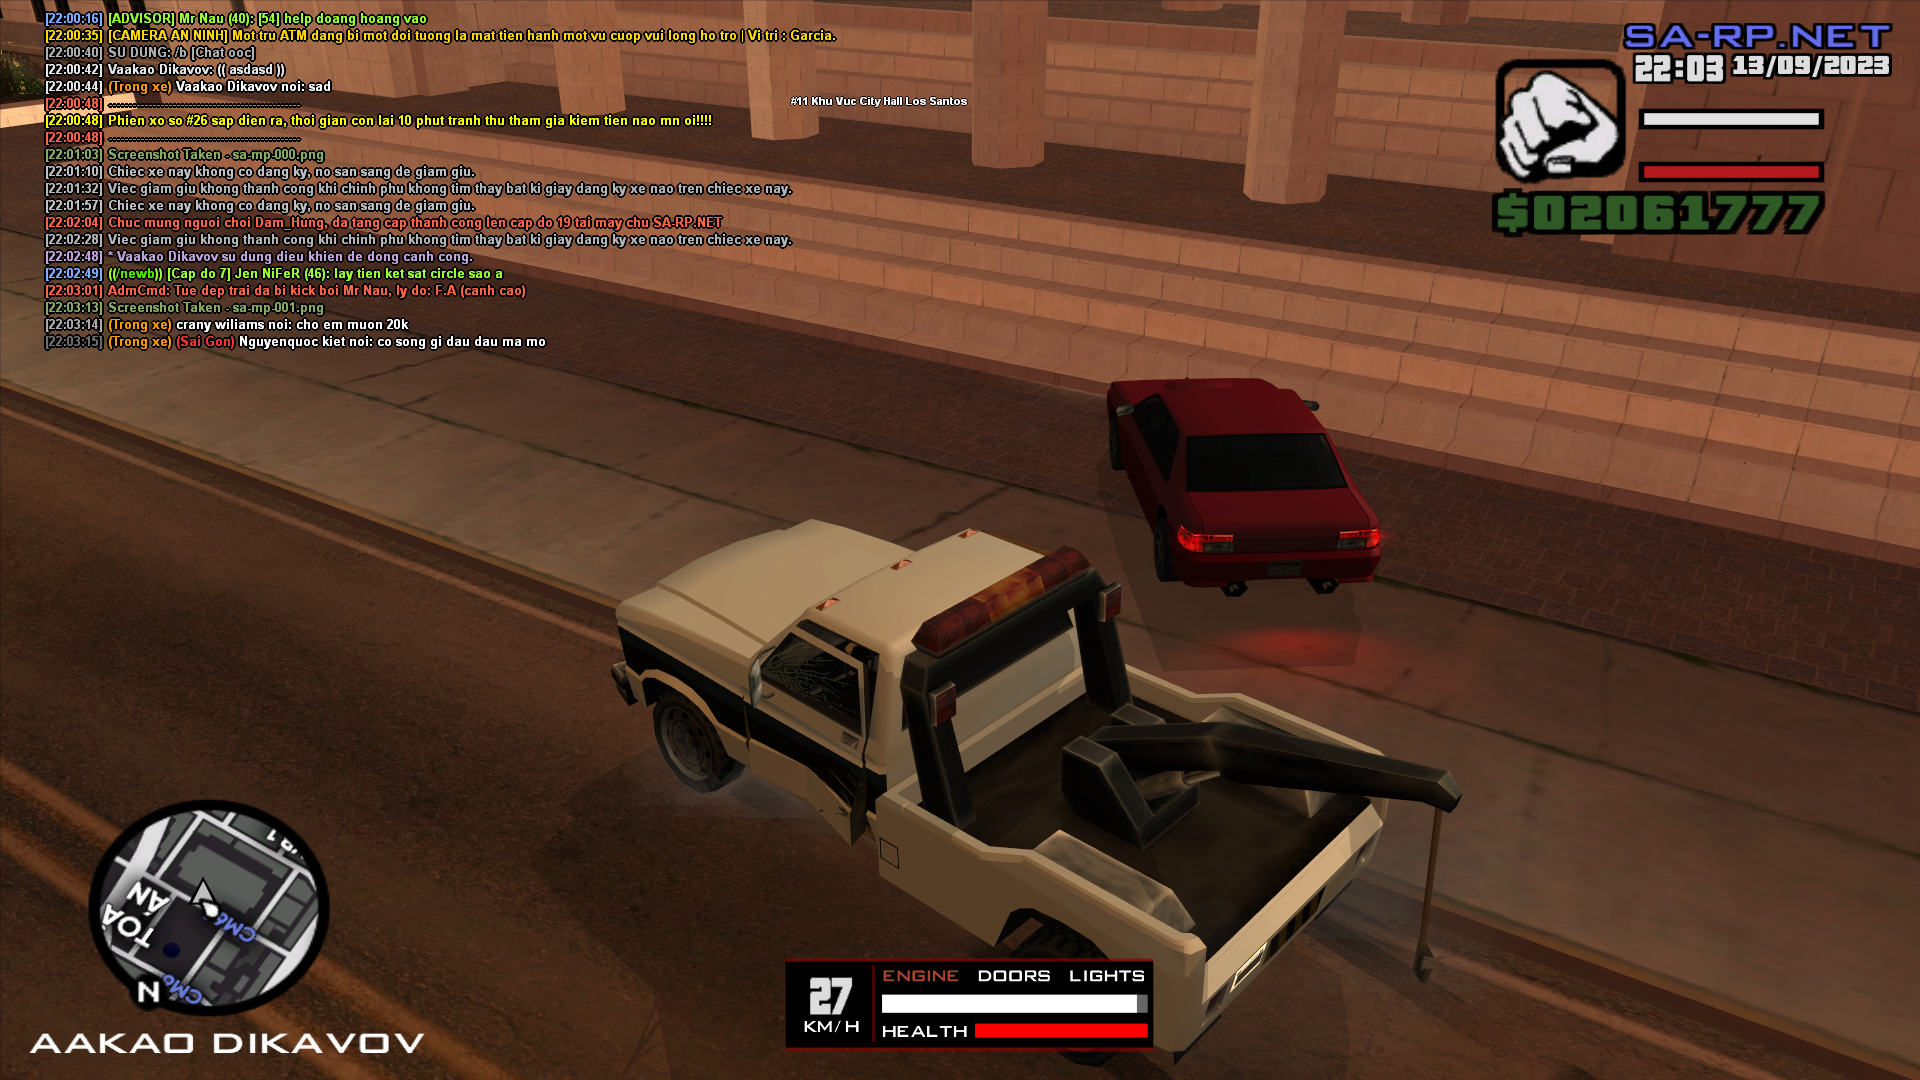 [22:00:16] [ADVISOR] Mr Nau (40): [54] help doang hoang vao
[22:00:35] [CAMERA AN NINH] Mot tru ATM dang bi mot doi tuong la mat tien hanh mot vu cuop vui long ho tro | Vi tri : Garcia.
[22:00:40] SU DUNG: /b [Chat ooc]
[22:00:42] Vaakao Dikavov: (( asdasd ))
[22:00:44] (Trong xe) Vaakao Dikavov noi: sad
[22:00:48] ----------------------------------------
[22:00:48] Phien xo so #26 sap dien ra, thoi gian con lai 10 phut tranh thu tham gia kiem tien nao mn oi!!!!
[22:00:48] ----------------------------------------
[22:01:03] Screenshot Taken - sa-mp-000.png
[22:01:10] Chiec xe nay khong co dang ky, no san sang de giam giu.
[22:01:32] Viec giam giu khong thanh cong khi chinh phu khong tim thay bat ki giay dang ky xe nao tren chiec xe nay.
[22:01:57] Chiec xe nay khong co dang ky, no san sang de giam giu.
[22:02:04] Chuc mung nguoi choi Dam_Hung, da tang cap thanh cong len cap do 19 tai may chu SA-RP.NET
[22:02:28] Viec giam giu khong thanh cong khi chinh phu khong tim thay bat ki giay dang ky xe nao tren chiec xe nay.
[22:02:48] * Vaakao Dikavov su dung dieu khien de dong canh cong.
[22:02:49] ((/newb)) [Cap do 7] Jen NiFeR (46): lay tien ket sat circle sao a
[22:03:01] AdmCmd: Tue dep trai da bi kick boi Mr Nau, ly do: F.A (canh cao)
[22:03:13] Screenshot Taken - sa-mp-001.png
[22:03:14] (Trong xe) crany wiliams noi: cho em muon 20k
[22:03:15] (Trong xe) (Sai Gon) Nguyenquoc kiet noi: co song gi dau dau ma mo
#11 Khu Vuc City Hall Los Santos
SA-RP.NET
22:03 13/09/2023
$02061777
TOÀ ÁN
N
AAKAO DIKAVOV
27 KM/H
ENGINE DOORS LIGHTS
HEALTH